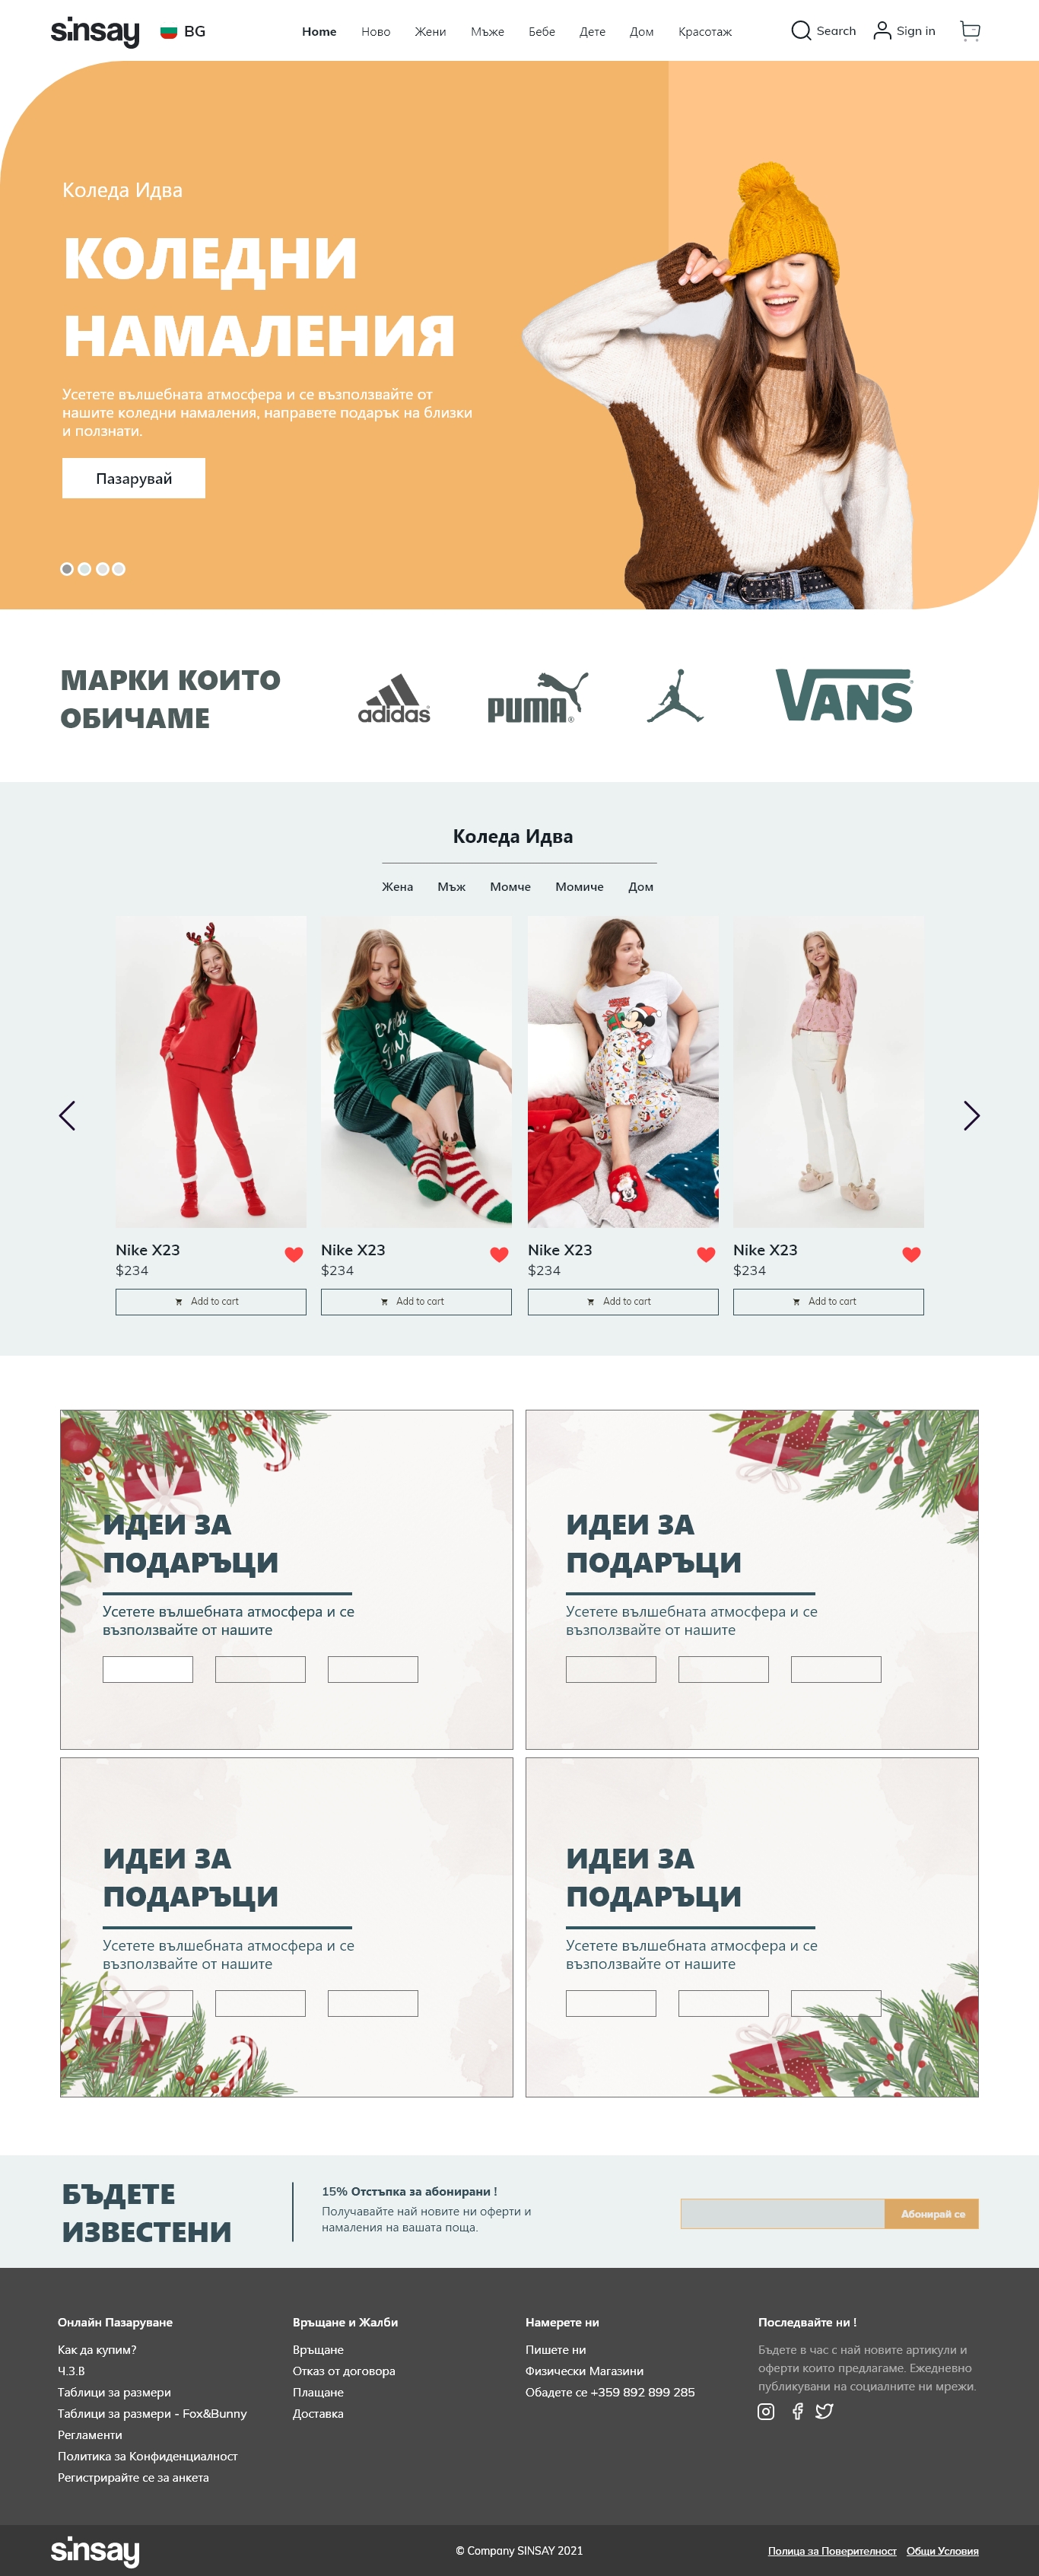 sinsay
BG
Home Ново Жени Мъже Бебе Дете Дом Красотаж
Search
Sign in
Коледа Идва
КОЛЕДНИ
НАМАЛЕНИЯ
Усетете вълшебната атмосфера и се възползвайте от
нашите коледни намаления, направете подарък на близки
и ползнати.
Пазарувай
МАРКИ КОИТО
ОБИЧАМЕ
adidas
PUMA
VANS
Коледа Идва
Жена Мъж Момче Момиче Дом
Nike X23
$234
Add to cart
Nike X23
$234
Add to cart
Nike X23
$234
Add to cart
Nike X23
$234
Add to cart
ИДЕИ ЗА
ПОДАРЪЦИ
Усетете вълшебната атмосфера и се
възползвайте от нашите
ИДЕИ ЗА
ПОДАРЪЦИ
Усетете вълшебната атмосфера и се
възползвайте от нашите
ИДЕИ ЗА
ПОДАРЪЦИ
Усетете вълшебната атмосфера и се
възползвайте от нашите
ИДЕИ ЗА
ПОДАРЪЦИ
Усетете вълшебната атмосфера и се
възползвайте от нашите
БЪДЕТЕ
ИЗВЕСТЕНИ
15% Отстъпка за абонирани !
Получавайте най новите ни оферти и
намаления на вашата поща.
Абонирай се
Онлайн Пазаруване
Как да купим?
Ч.З.В
Таблици за размери
Таблици за размери - Fox&Bunny
Регламенти
Политика за Конфиденциалност
Регистрирайте се за анкета
Връщане и Жалби
Връщане
Отказ от договора
Плащане
Доставка
Намерете ни
Пишете ни
Физически Магазини
Обадете се +359 892 899 285
Последвайте ни !
Бъдете в час с най новите артикули и
оферти които предлагаме. Ежедневно
публикувани на социалните ни мрежи.
sinsay
© Company SINSAY 2021
Полица за Поверителност Общи Условия